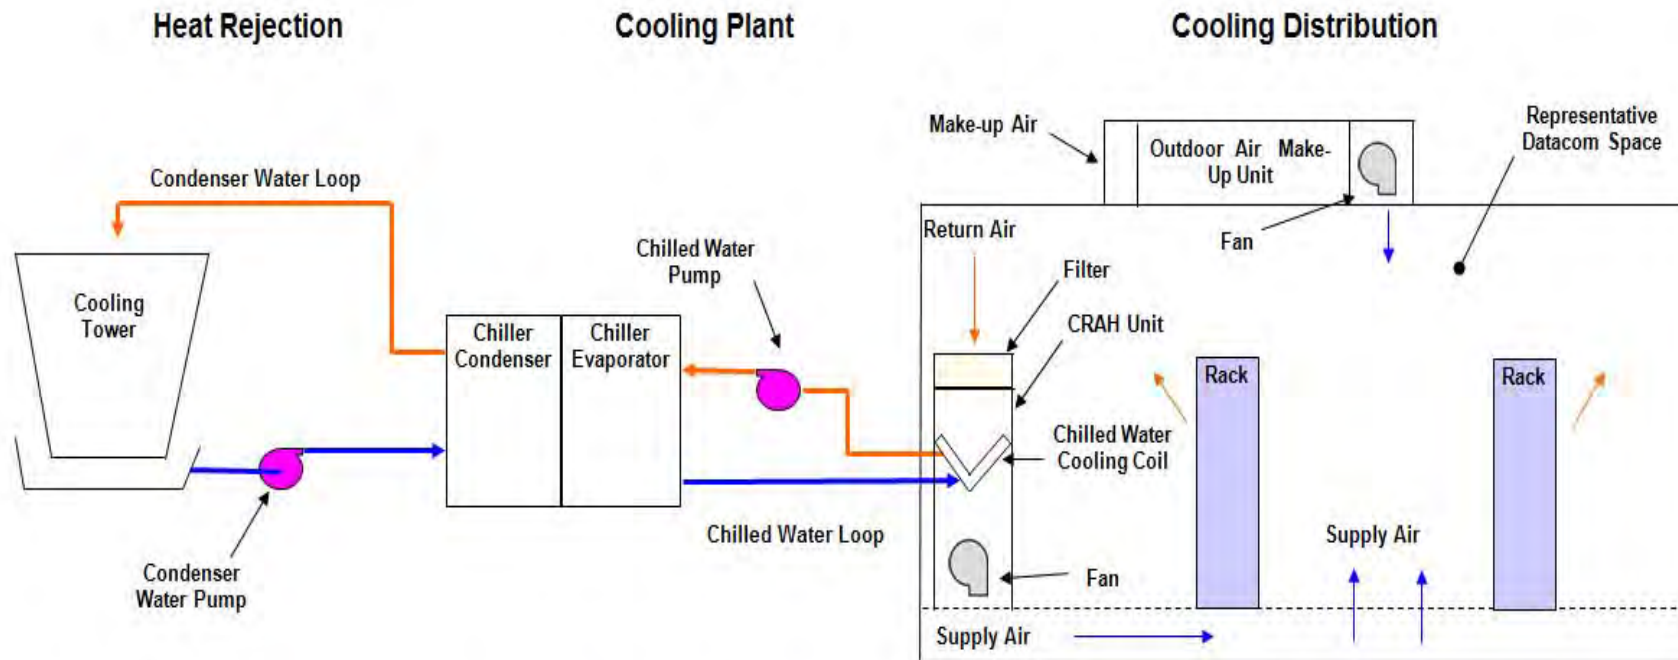 Heat Rejection
Cooling Plant
Cooling Distribution
Make-up Air
Outdoor Air Make-
Up Unit
Representative
Datacom Space
Condenser Water Loop
Return Air
Fan
Chilled Water
Pump
Filter
Cooling
Tower
CRAH Unit
Chiller
Condenser
Chiller
Evaporator
Rack
Rack
Chilled Water
Cooling Coil
Chilled Water Loop
Supply Air
Condenser
Water Pump
Fan
Supply Air